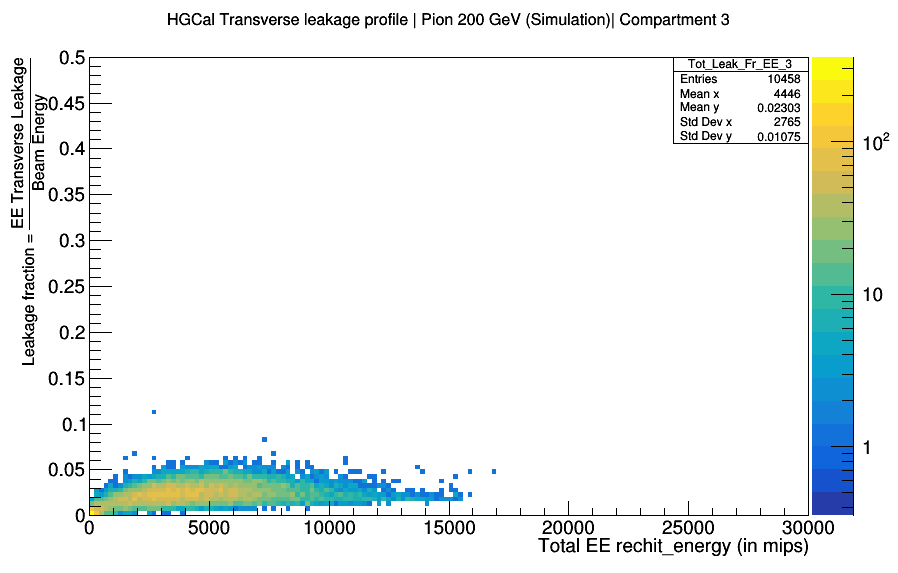 HGCal Transverse leakage profile | Pion 200 GeV (Simulation)| Compartment 3
Tot_Leak_Fr_EE_3
Entries 10458
Mean x 4446
Mean y 0.02303
Std Dev x 2765
Std Dev y 0.01075
Leakage fraction = EE Transverse Leakage
Beam Energy
0.5
0.45
0.4
0.35
0.3
0.25
0.2
0.15
0.1
0.05
0
0 5000 10000 15000 20000 25000 30000
Total EE rechit_energy (in mips)
10²
10
1